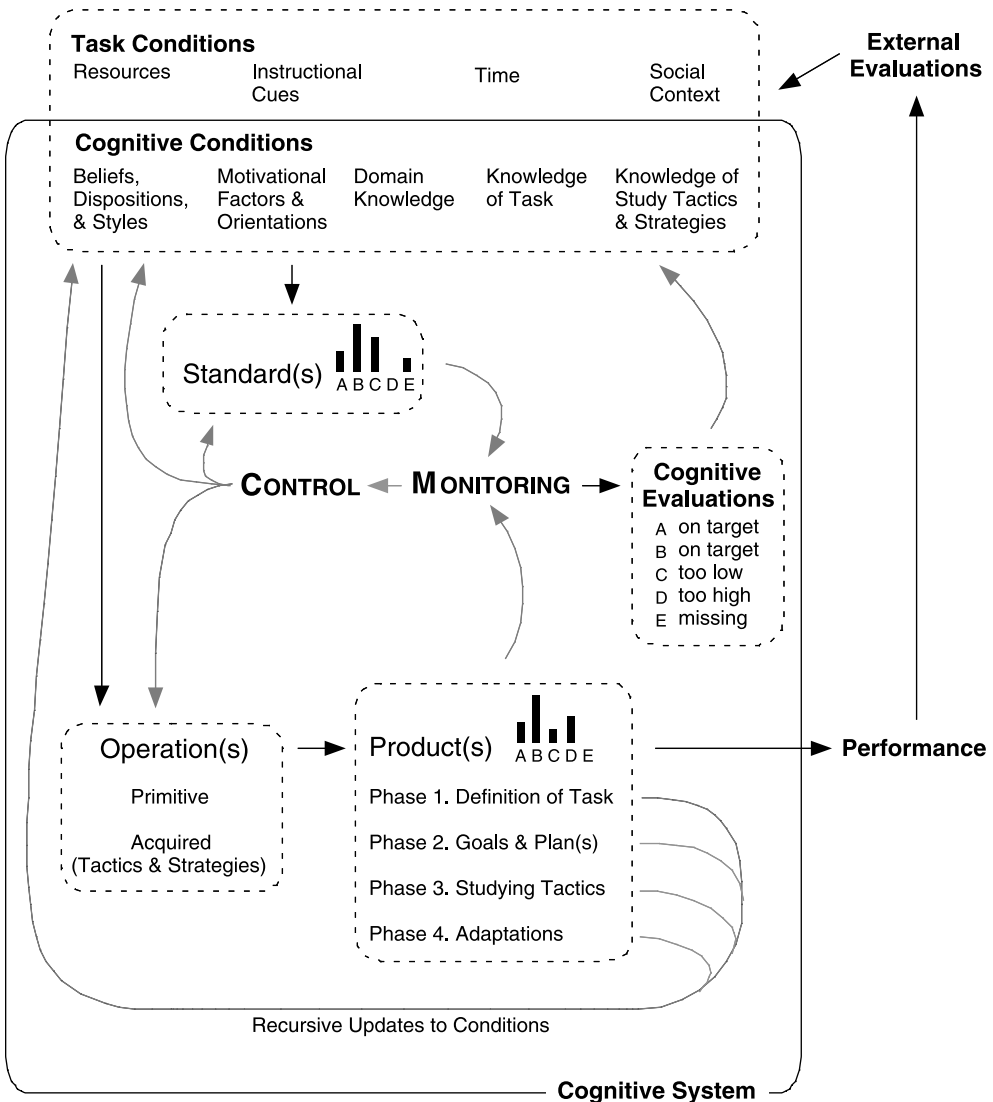 Task Conditions
Resources
Instructional
Cues
Time
Social
Context
External
Evaluations
Cognitive Conditions
Beliefs,
Dispositions,
& Styles
Motivational
Factors &
Orientations
Domain
Knowledge
Knowledge
of Task
Knowledge of
Study Tactics
& Strategies
Standard(s)
A B C D E
CONTROL
MONITORING
Cognitive
Evaluations
A on target
B on target
C too low
D too high
E missing
Operation(s)
Primitive
Acquired
(Tactics & Strategies)
Product(s)
A B C D E
Phase 1. Definition of Task
Phase 2. Goals & Plan(s)
Phase 3. Studying Tactics
Phase 4. Adaptations
Performance
Recursive Updates to Conditions
Cognitive System